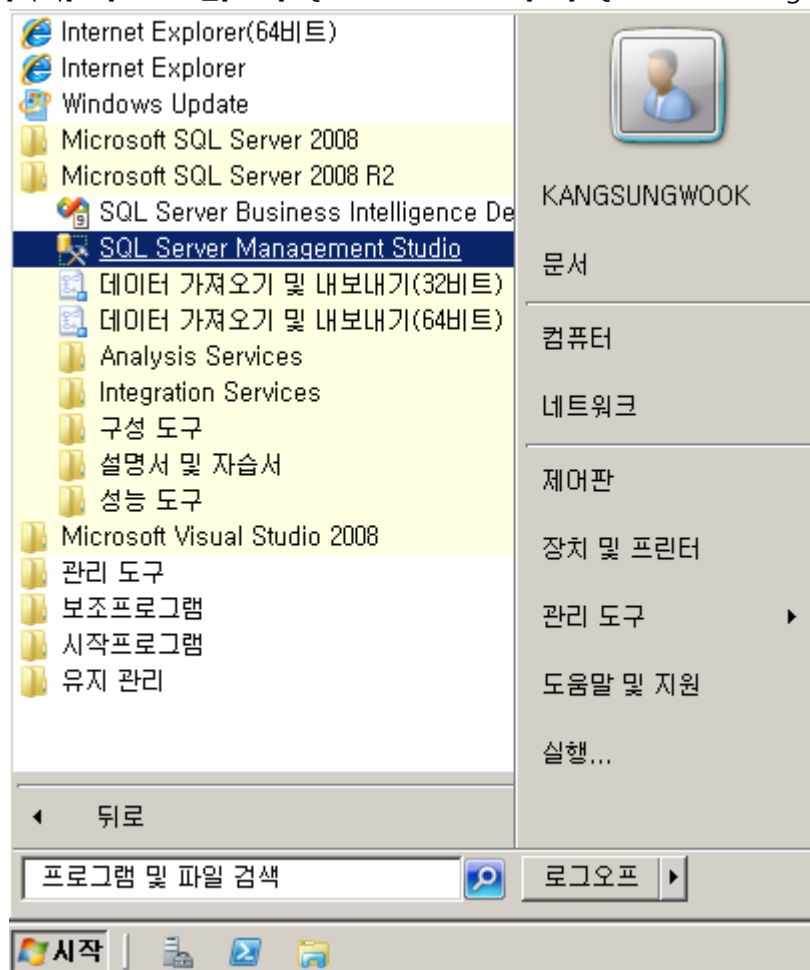 Internet Explorer(64비트)
Internet Explorer
Windows Update
Microsoft SQL Server 2008
Microsoft SQL Server 2008 R2
SQL Server Business Intelligence De
SQL Server Management Studio
데이터 가져오기 및 내보내기(32비트)
데이터 가져오기 및 내보내기(64비트)
Analysis Services
Integration Services
구성 도구
설명서 및 자습서
성능 도구
Microsoft Visual Studio 2008
관리 도구
보조프로그램
시작프로그램
유지 관리
뒤로
프로그램 및 파일 검색
KANGSUNGWOOK
문서
컴퓨터
네트워크
제어판
장치 및 프린터
관리 도구
도움말 및 지원
실행...
로그오프
시작